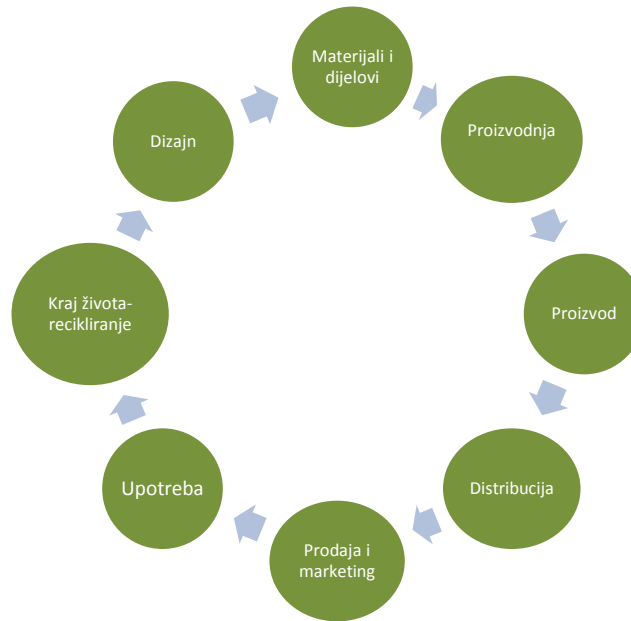 Materijali i
dijelovi
Proizvodnja
Proizvod
Distribucija
Prodaja i
marketing
Upotreba
Kraj života-
recikliranje
Dizajn